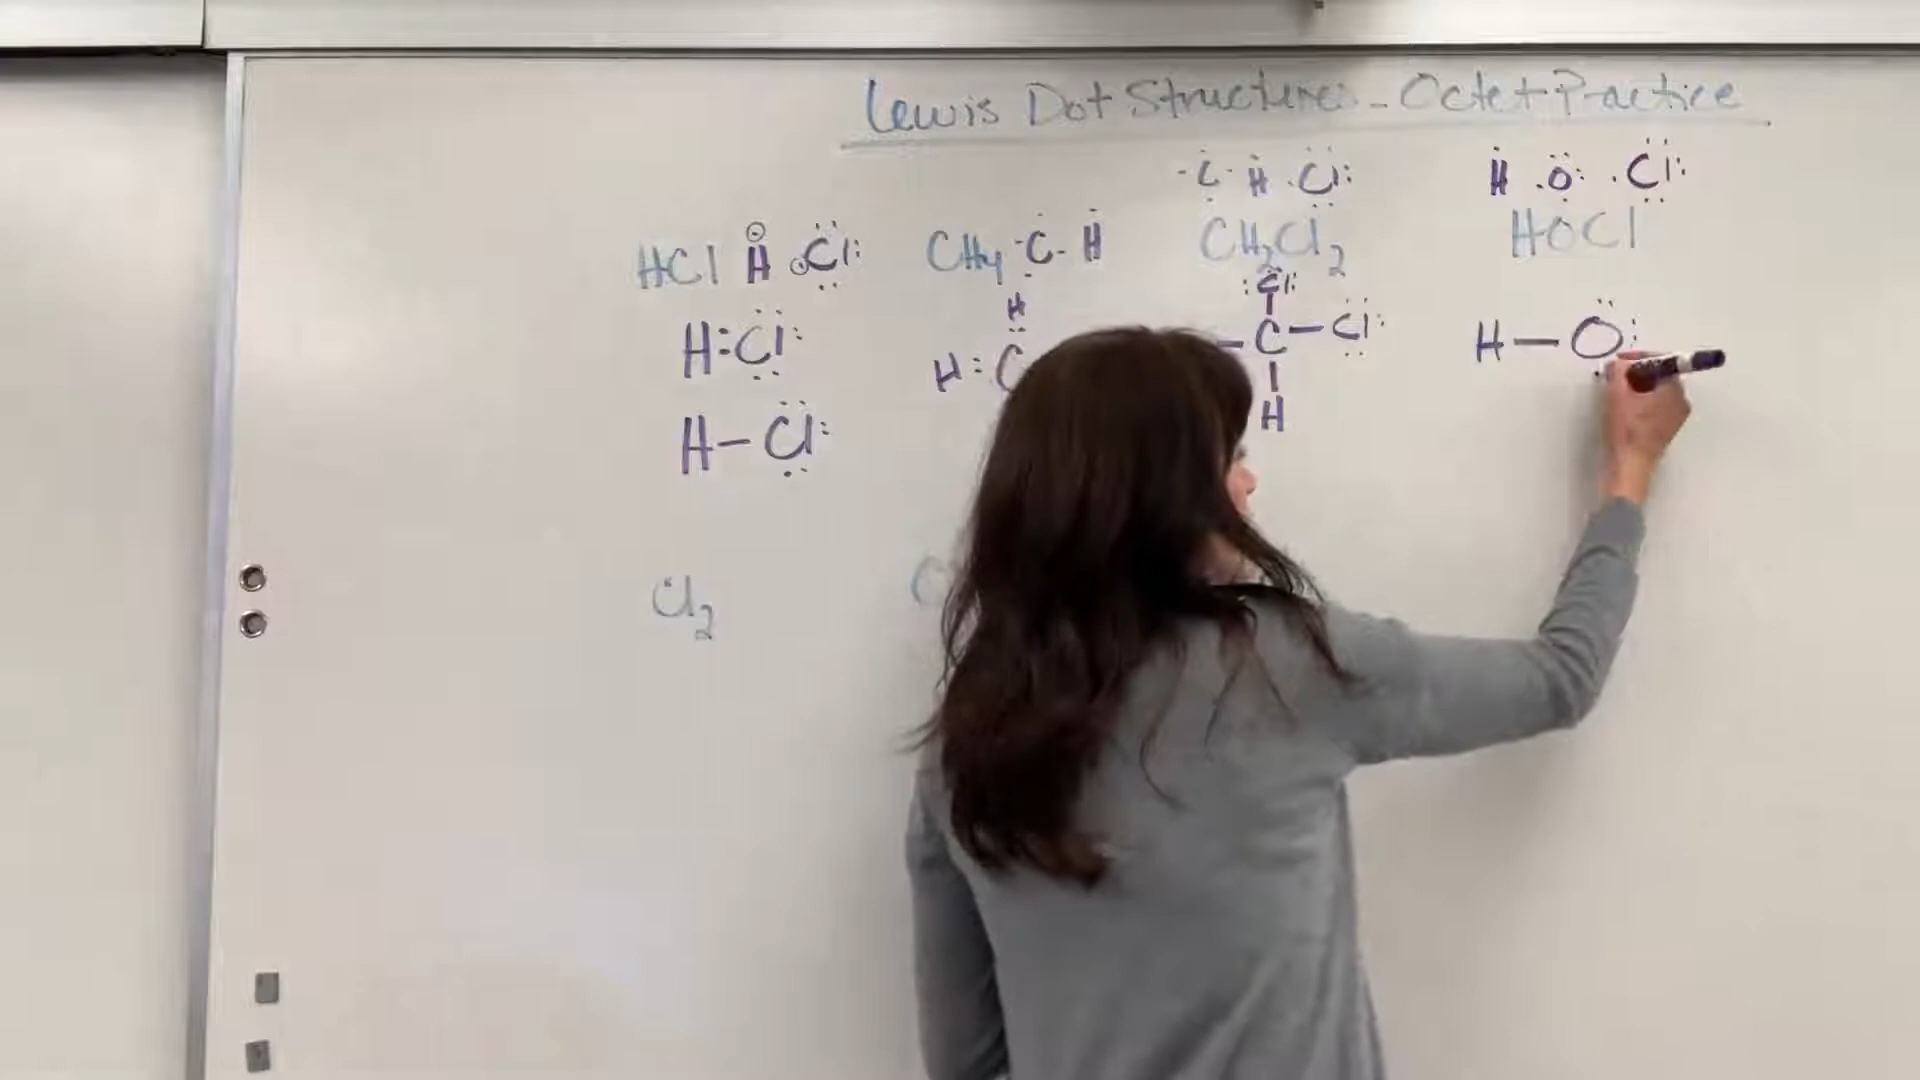 Lewis Dot Structures - Octet Practice
·C· H ·Cl:
H ·O: ·Cl:
HCl H ·Cl:
CH4 ·C· H
CH2Cl2
HOCl
H:Cl:
H
H:C
:Cl:
C—Cl:
H
H—O:
H—Cl:
Cl2